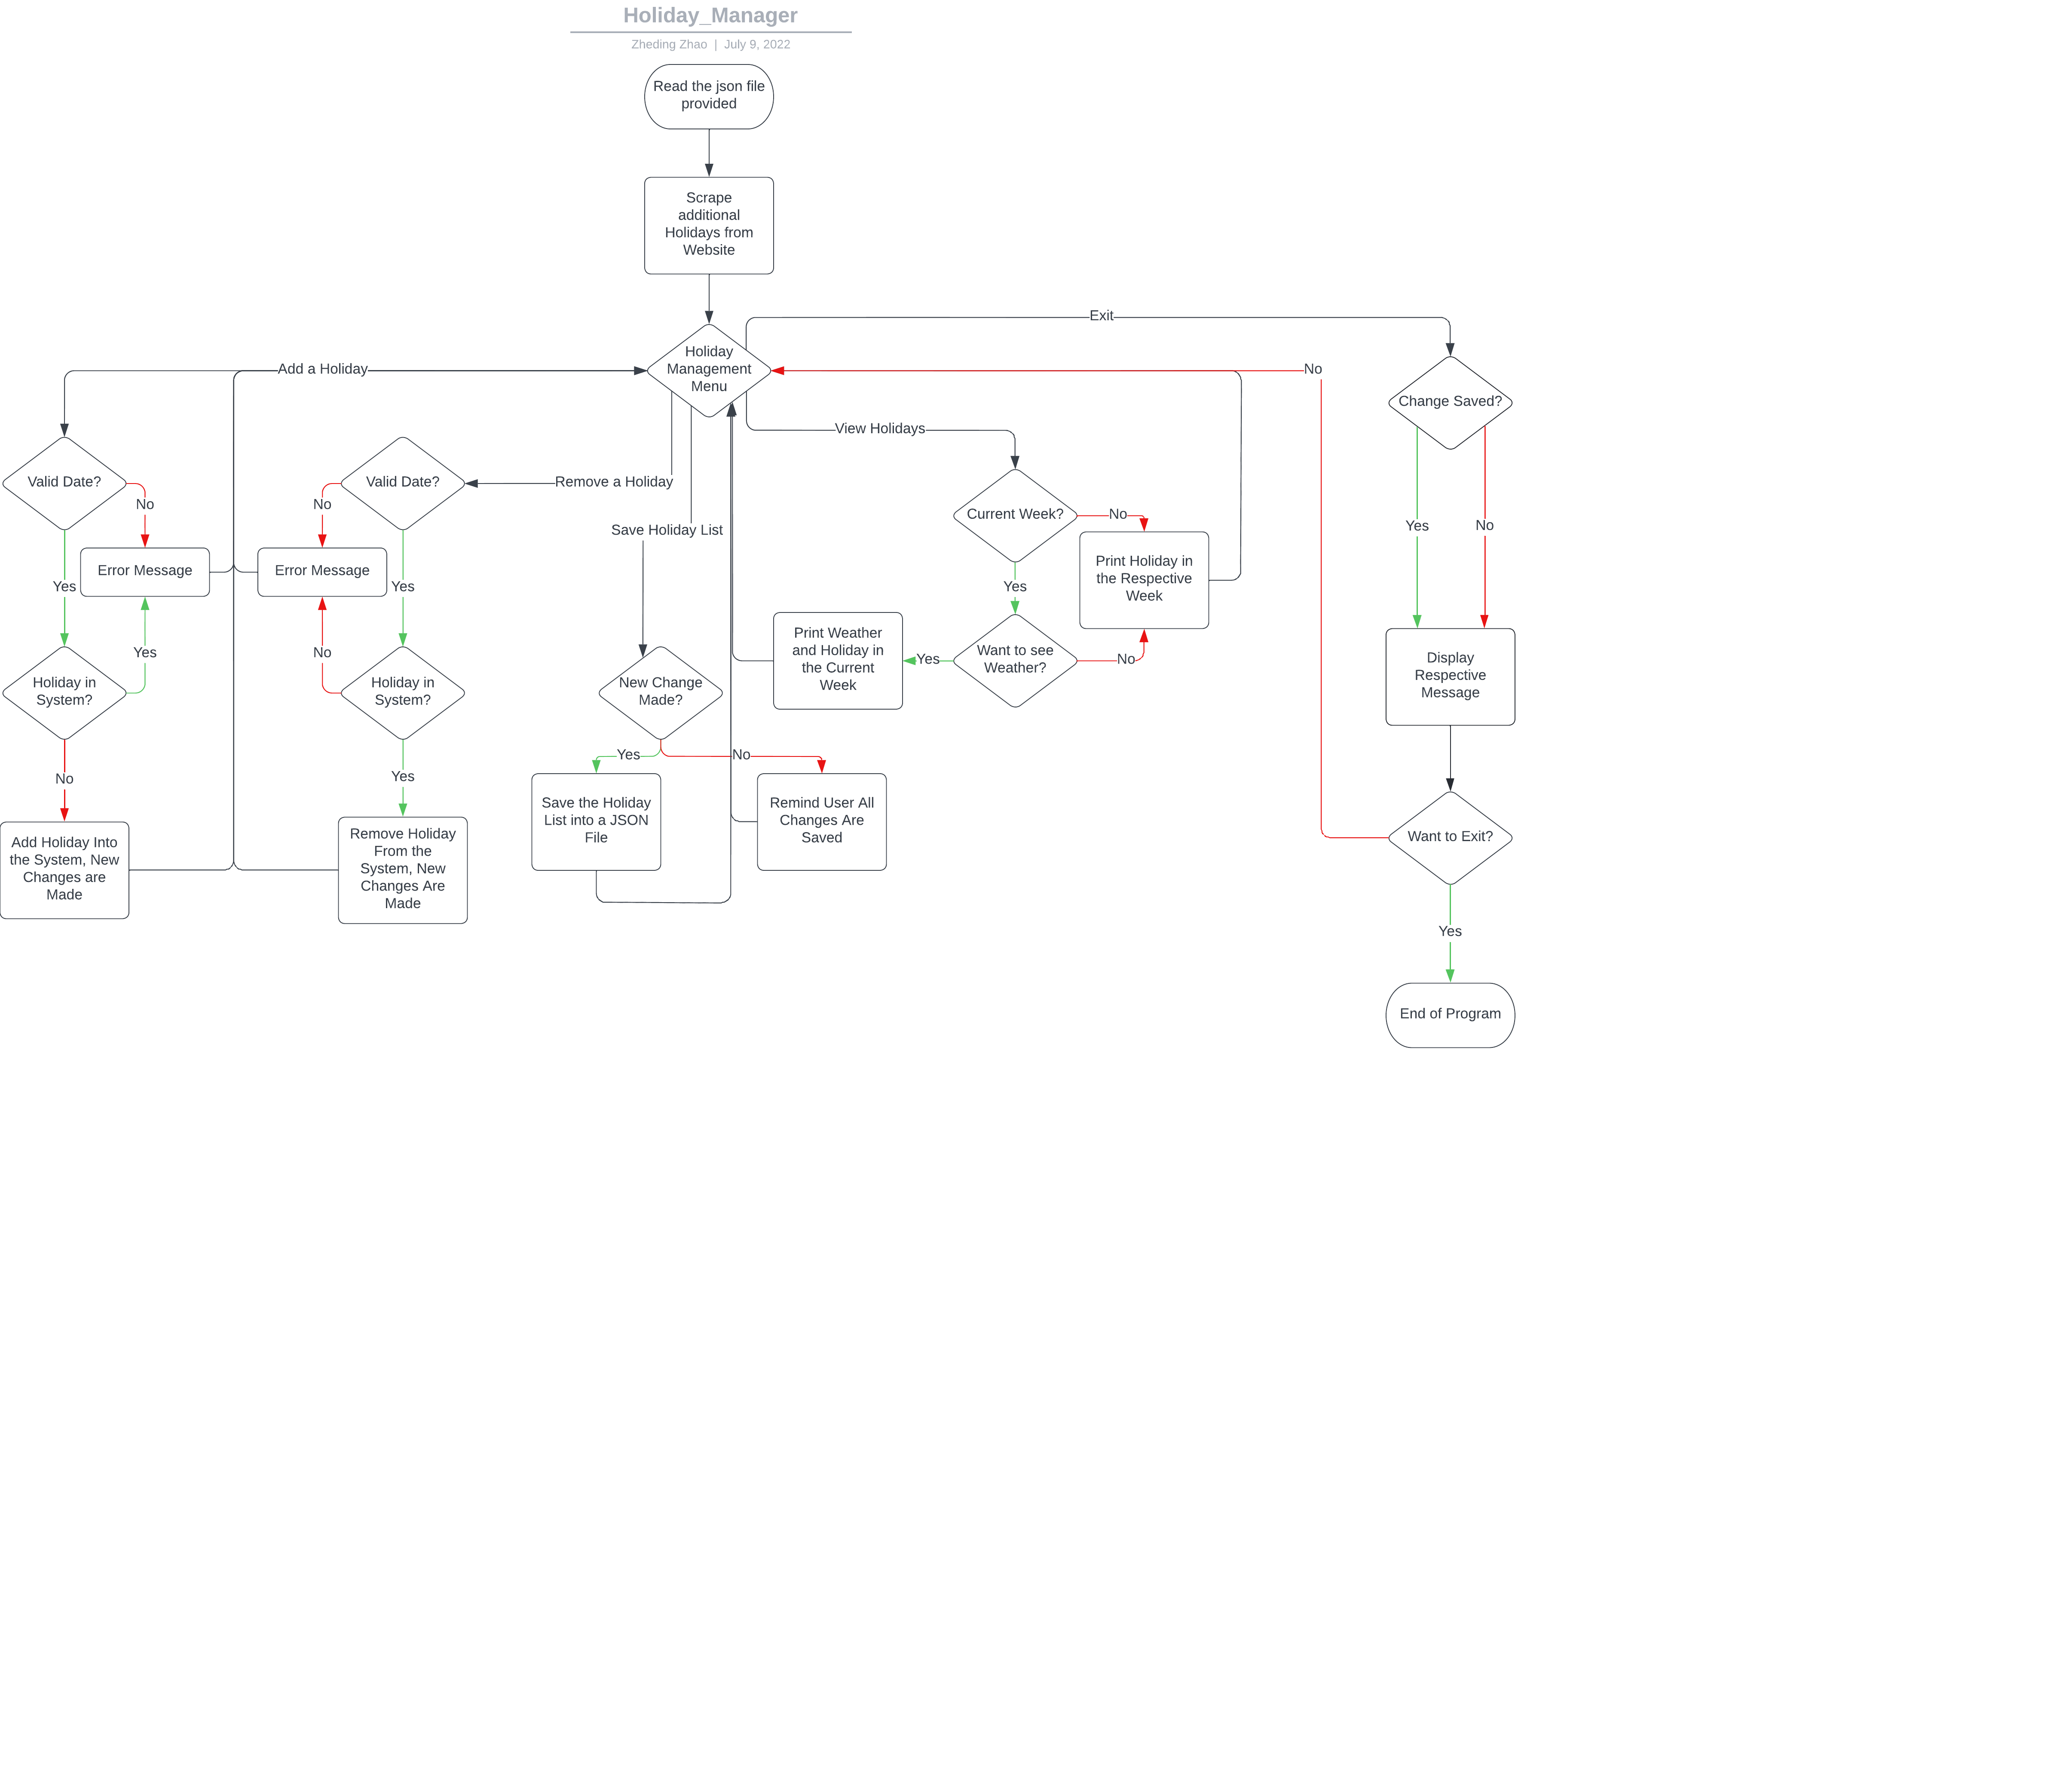 Holiday_Manager
Zheding Zhao | July 9, 2022
Read the json file
provided
Scrape
additional
Holidays from
Website
Exit
Holiday
Management
Menu
Add a Holiday
No
Change Saved?
View Holidays
Valid Date?
Valid Date?
Remove a Holiday
No
No
Save Holiday List
Current Week?
No
Yes
No
Error Message
Error Message
Print Holiday in
the Respective
Week
Yes
Yes
Yes
Yes
No
Print Weather
and Holiday in
the Current
Week
Yes
Want to see
Weather?
No
Holiday in
System?
Holiday in
System?
New Change
Made?
Display
Respective
Message
Yes
No
No
Yes
Save the Holiday
List into a JSON
File
Remind User All
Changes Are
Saved
Want to Exit?
Add Holiday Into
the System, New
Changes are
Made
Remove Holiday
From the
System, New
Changes Are
Made
Yes
End of Program